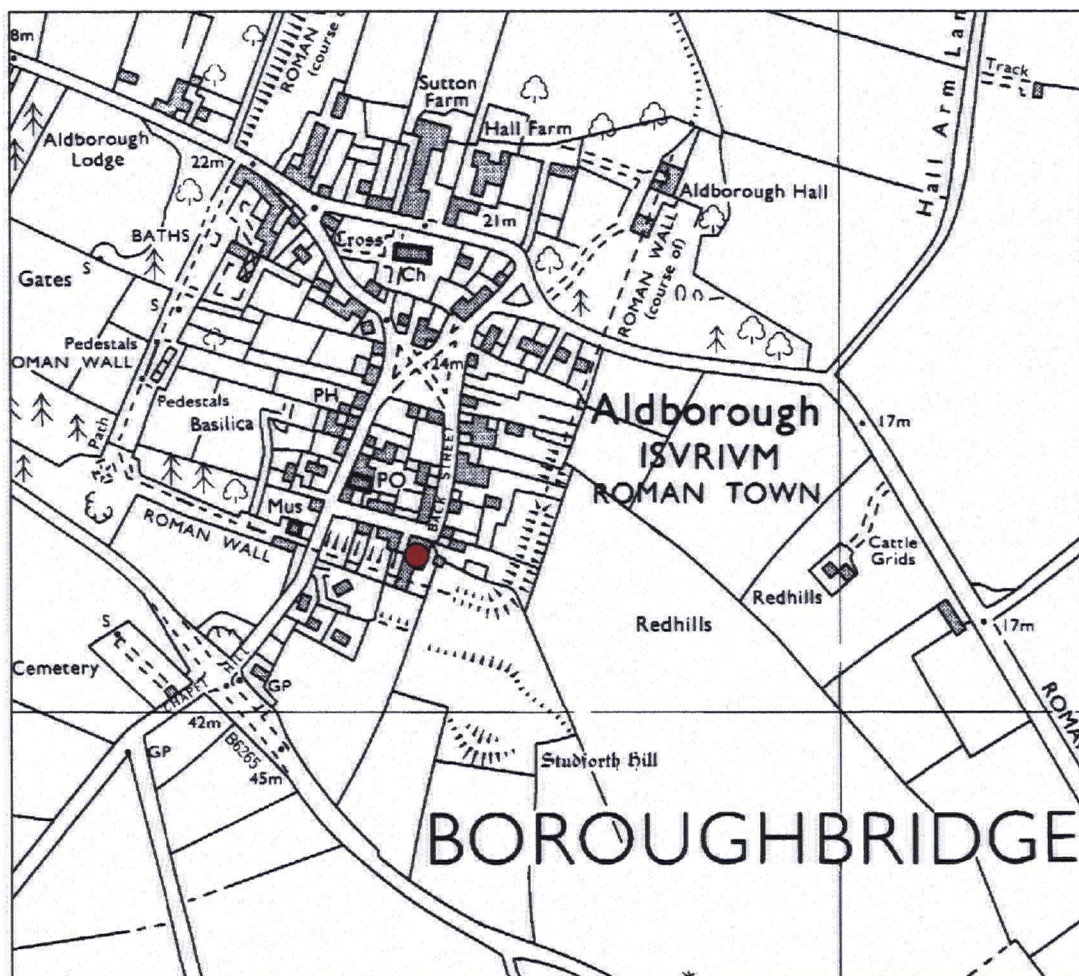 8m
ROMAN
(course o
Sutton
Farm
Hall Farm
Track
Hall Arm Lan
Aldborough
Lodge
22m
21m
Aldborough Hall
BATHS
Cross
Ch
ROMAN WALL
(course of)
Gates
S
S
Pedestals
OMAN WALL
24m
Pedestals
PH
Basilica
Path
Aldborough
ISVRIVM
ROMAN TOWN
17m
PO
BACK STREET
Mus
ROMAN WALL
Cattle
Grids
Redhills
Redhills
17m
S
Cemetery
CHAPEL HILL
GP
42m
GP
B6265
45m
ROMA
Studforth Hill
BOROUGHBRIDGE